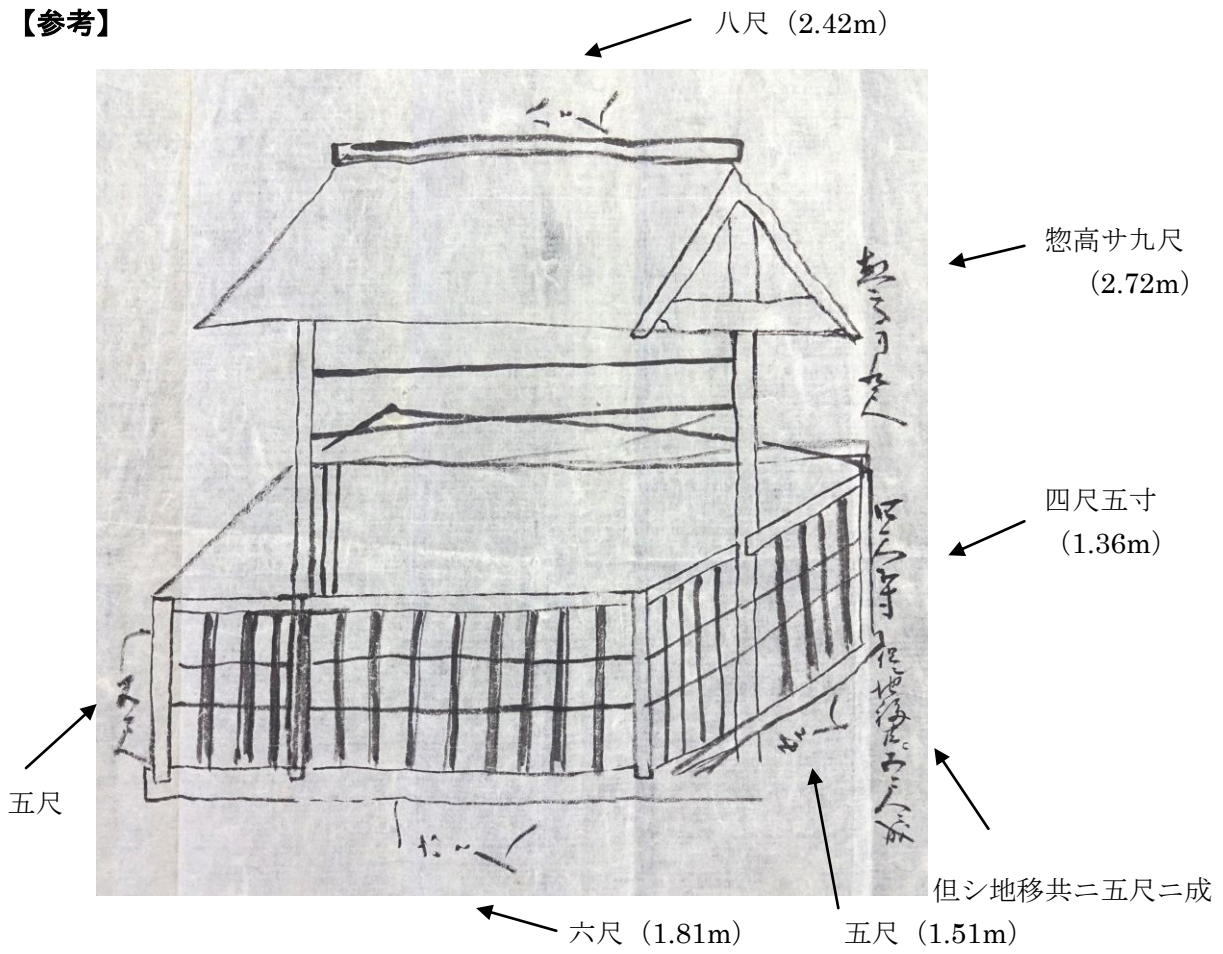 【参考】
八尺（2.42m）
惣高サ九尺
（2.72m）
四尺五寸
（1.36m）
五尺
但シ地移共ニ五尺ニ成
六尺（1.81m）
五尺（1.51m）